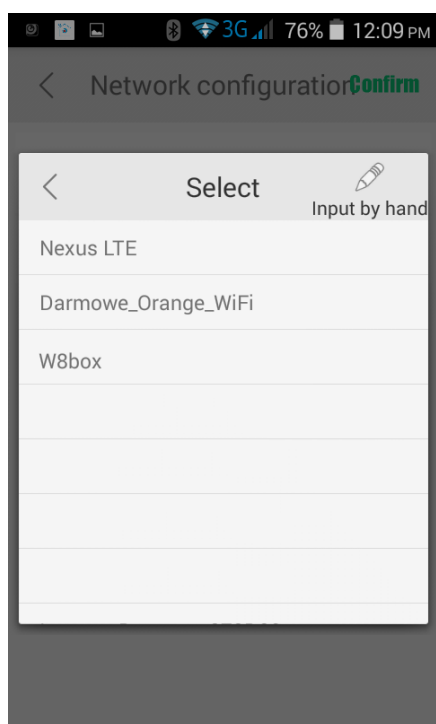 3G 76% 12:09 PM
Network configuration Confirm
Select
Input by hand
Nexus LTE
Darmowe_Orange_WiFi
W8box